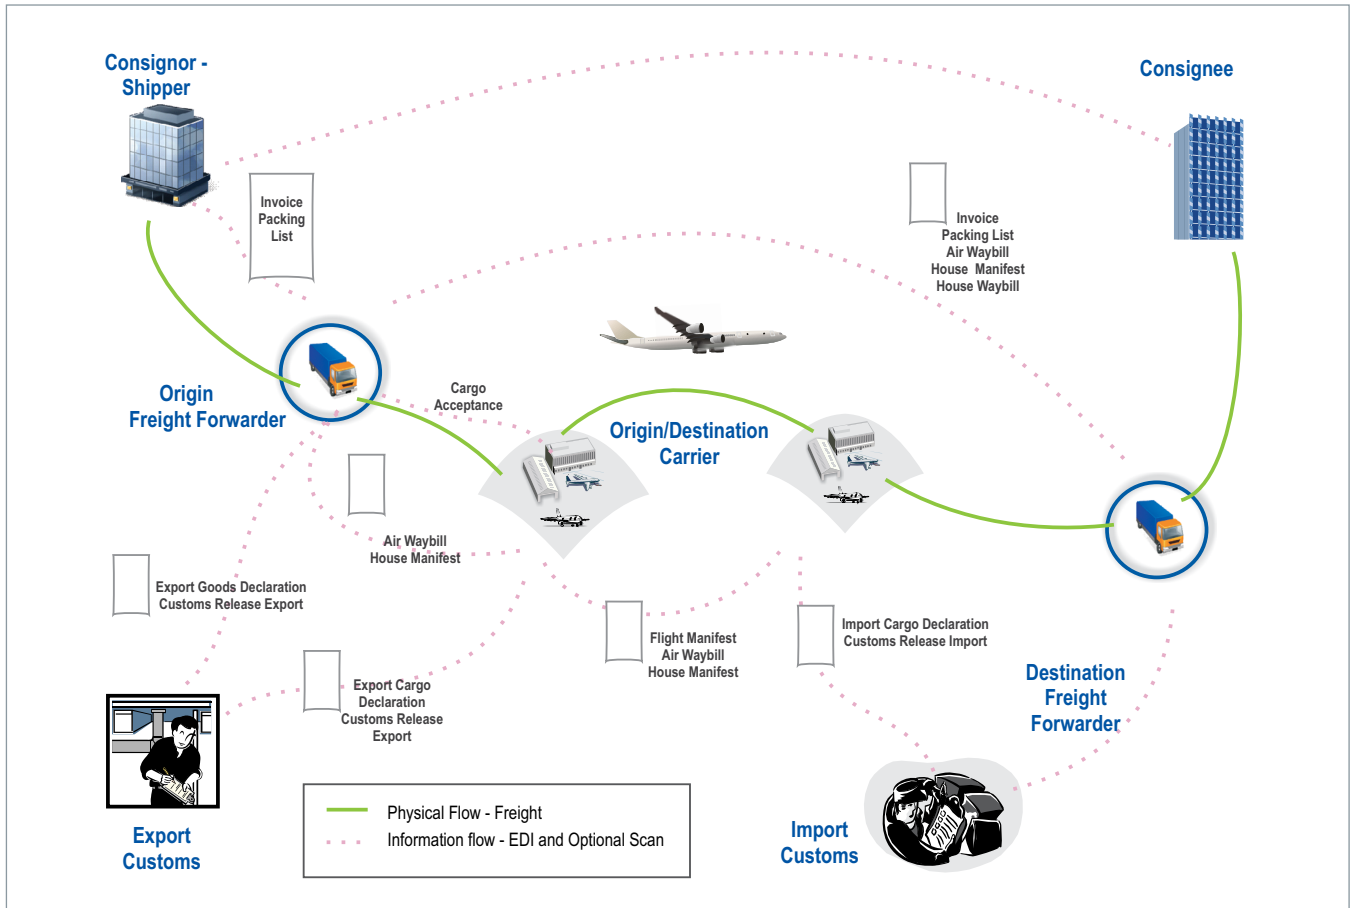 Consignor -
Shipper
Consignee
Invoice
Packing
List
Invoice
Packing List
Air Waybill
House Manifest
House Waybill
Origin
Freight Forwarder
Cargo
Acceptance
Origin/Destination
Carrier
Air Waybill
House Manifest
Export Goods Declaration
Customs Release Export
Flight Manifest
Air Waybill
House Manifest
Import Cargo Declaration
Customs Release Import
Export Cargo
Declaration
Customs Release
Export
Destination
Freight
Forwarder
Physical Flow - Freight
Information flow - EDI and Optional Scan
Export
Customs
Import
Customs